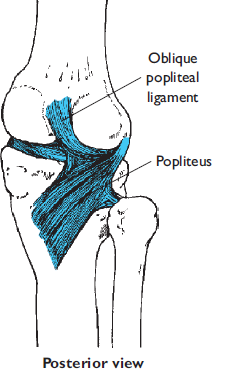 Oblique
popliteal
ligament
Popliteus
Posterior view